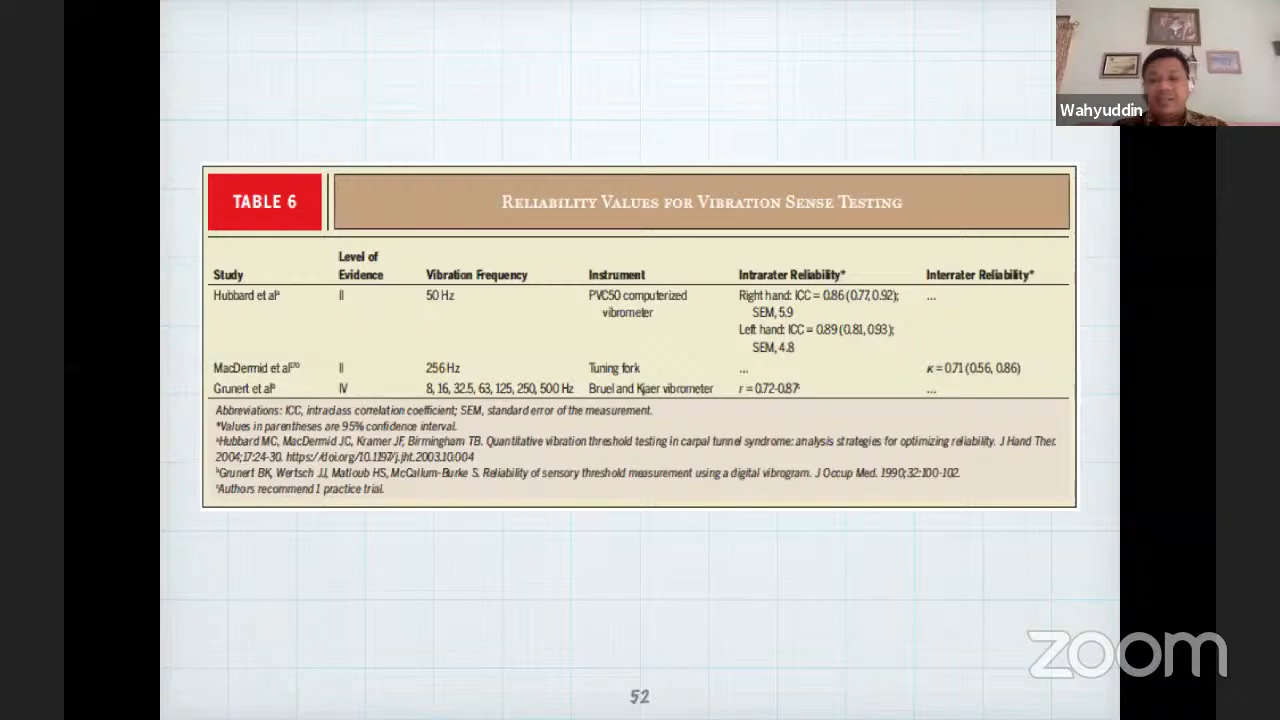 Wahyuddin
TABLE 6
Reliability Values for Vibration Sense Testing
Study Level of Evidence Vibration Frequency Instrument Intrarater Reliability* Interrater Reliability*
Hubbard et alª II 50 Hz PVC50 computerized vibrometer Right hand: ICC = 0.86 (0.77, 0.92); SEM, 5.9 ...
Left hand: ICC = 0.89 (0.81, 0.93); SEM, 4.8
MacDermid et al¹⁷⁰ II 256 Hz Tuning fork ... κ = 0.71 (0.56, 0.86)
Grunert et alᵇ IV 8, 16, 32.5, 63, 125, 250, 500 Hz Bruel and Kjaer vibrometer r = 0.72-0.87ᶜ ...
Abbreviations: ICC, intraclass correlation coefficient; SEM, standard error of the measurement.
*Values in parentheses are 95% confidence interval.
ªHubbard MC, MacDermid JC, Kramer JF, Birmingham TB. Quantitative vibration threshold testing in carpal tunnel syndrome: analysis strategies for optimizing reliability. J Hand Ther.
2004;17:24-30. https://doi.org/10.1197/j.jht.2003.10.004
ᵇGrunert BK, Wertsch JJ, Matloub HS, McCallum-Burke S. Reliability of sensory threshold measurement using a digital vibrogram. J Occup Med. 1990;32:100-102.
ᶜAuthors recommend 1 practice trial.
zoom
52